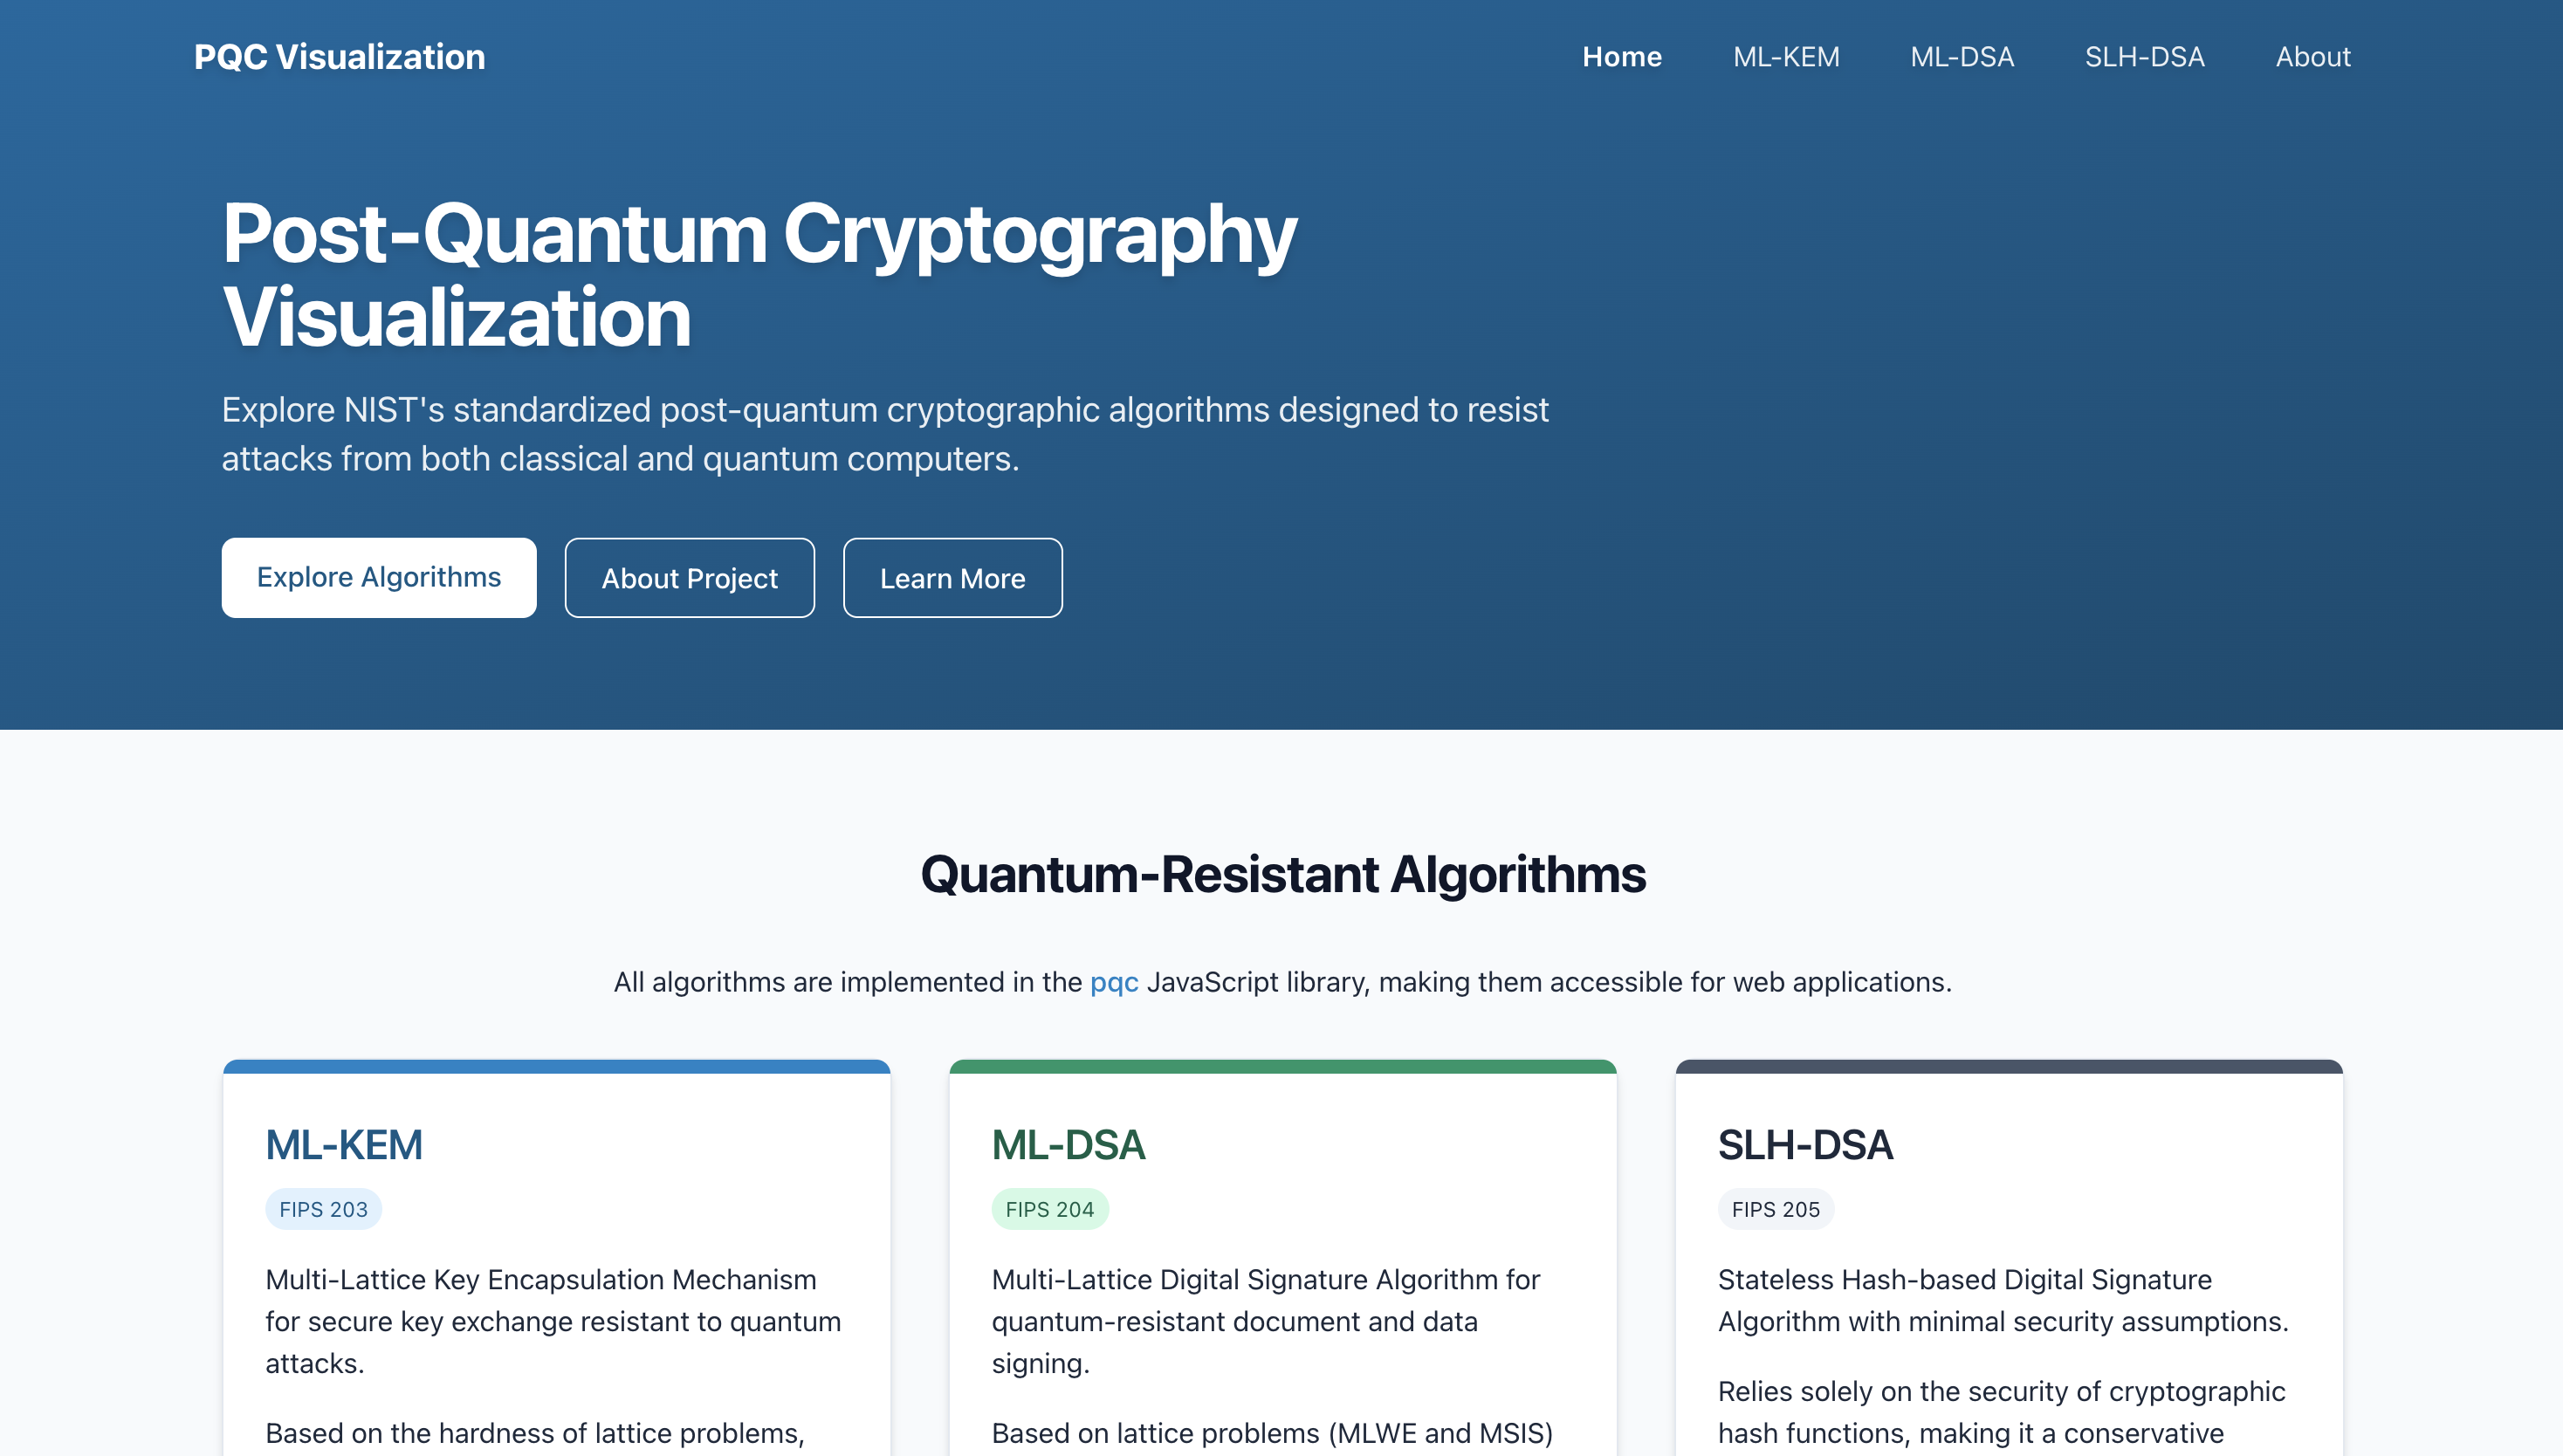 PQC Visualization
Home
ML-KEM
ML-DSA
SLH-DSA
About
Post-Quantum Cryptography
Visualization
Explore NIST's standardized post-quantum cryptographic algorithms designed to resist
attacks from both classical and quantum computers.
Explore Algorithms
About Project
Learn More
Quantum-Resistant Algorithms
All algorithms are implemented in the pqc JavaScript library, making them accessible for web applications.
ML-KEM
FIPS 203
Multi-Lattice Key Encapsulation Mechanism
for secure key exchange resistant to quantum
attacks.
Based on the hardness of lattice problems,
ML-DSA
FIPS 204
Multi-Lattice Digital Signature Algorithm for
quantum-resistant document and data
signing.
Based on lattice problems (MLWE and MSIS)
SLH-DSA
FIPS 205
Stateless Hash-based Digital Signature
Algorithm with minimal security assumptions.
Relies solely on the security of cryptographic
hash functions, making it a conservative